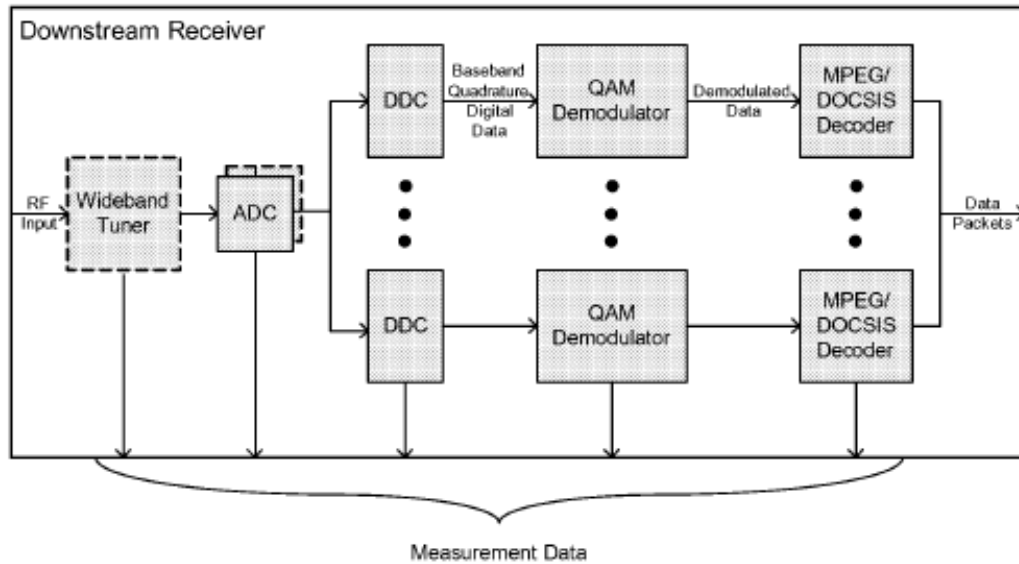 Downstream Receiver
RF
Input
Wideband
Tuner
ADC
DDC
Baseband
Quadrature
Digital
Data
QAM
Demodulator
Demodulated
Data
MPEG/
DOCSIS
Decoder
DDC
QAM
Demodulator
MPEG/
DOCSIS
Decoder
Data
Packets
Measurement Data